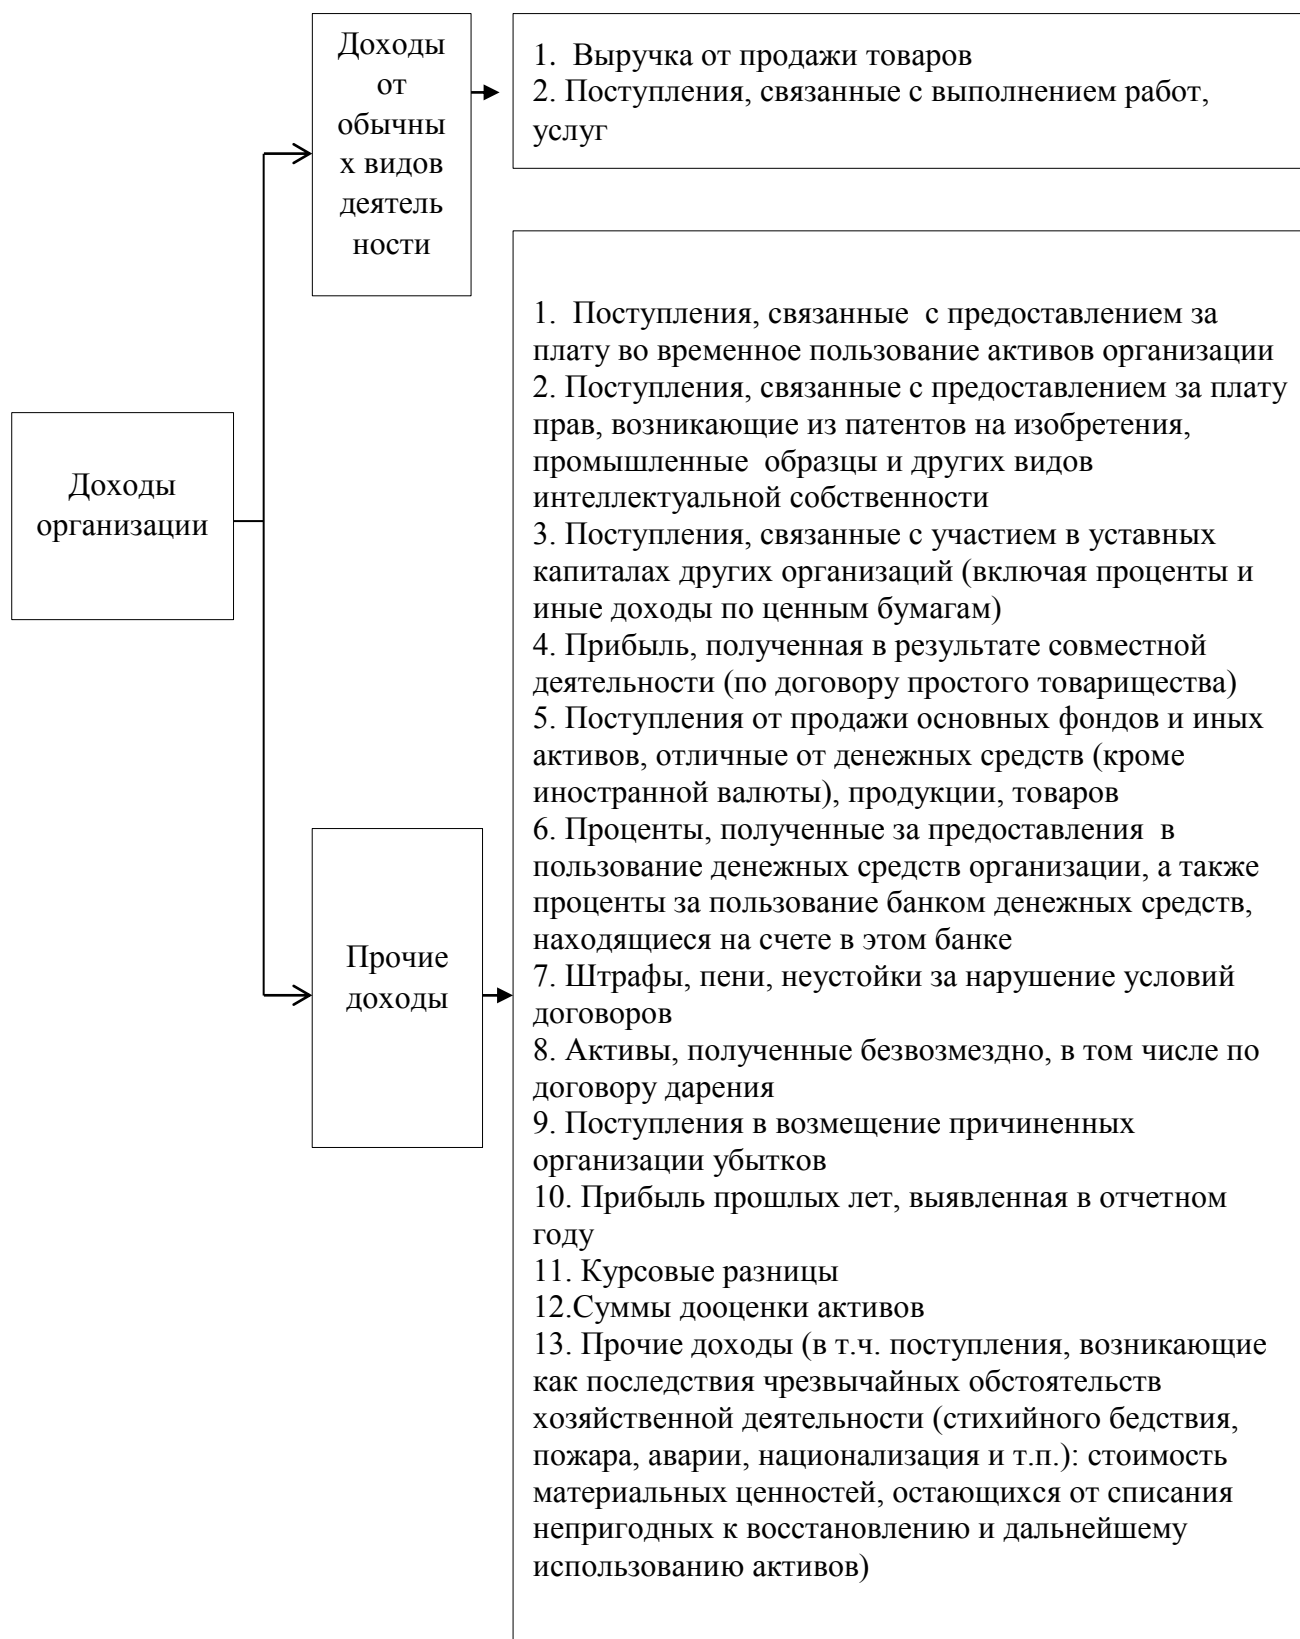 Доходы
организации
Доходы
от
обычны
х видов
деятель
ности
1. Выручка от продажи товаров
2. Поступления, связанные с выполнением работ,
услуг
Прочие
доходы
1. Поступления, связанные с предоставлением за
плату во временное пользование активов организации
2. Поступления, связанные с предоставлением за плату
прав, возникающие из патентов на изобретения,
промышленные образцы и других видов
интеллектуальной собственности
3. Поступления, связанные с участием в уставных
капиталах других организаций (включая проценты и
иные доходы по ценным бумагам)
4. Прибыль, полученная в результате совместной
деятельности (по договору простого товарищества)
5. Поступления от продажи основных фондов и иных
активов, отличные от денежных средств (кроме
иностранной валюты), продукции, товаров
6. Проценты, полученные за предоставления в
пользование денежных средств организации, а также
проценты за пользование банком денежных средств,
находящиеся на счете в этом банке
7. Штрафы, пени, неустойки за нарушение условий
договоров
8. Активы, полученные безвозмездно, в том числе по
договору дарения
9. Поступления в возмещение причиненных
организации убытков
10. Прибыль прошлых лет, выявленная в отчетном
году
11. Курсовые разницы
12.Суммы дооценки активов
13. Прочие доходы (в т.ч. поступления, возникающие
как последствия чрезвычайных обстоятельств
хозяйственной деятельности (стихийного бедствия,
пожара, аварии, национализация и т.п.): стоимость
материальных ценностей, остающихся от списания
непригодных к восстановлению и дальнейшему
использованию активов)